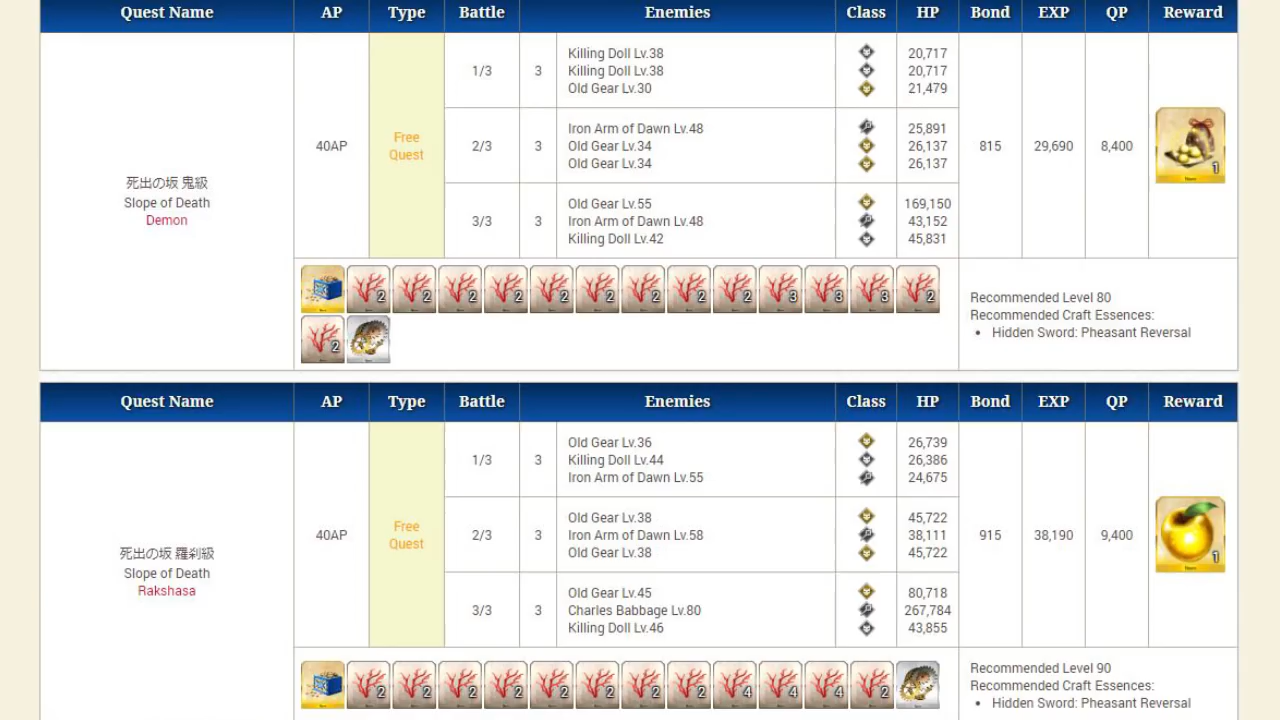 Quest Name AP Type Battle Enemies Class HP Bond EXP QP Reward
死出の坂 鬼級
Slope of Death
Demon
40AP
Free
Quest
1/3 3
Killing Doll Lv.38 20,717
Killing Doll Lv.38 20,717
Old Gear Lv.30 21,479
2/3 3
Iron Arm of Dawn Lv.48 25,891
Old Gear Lv.34 26,137
Old Gear Lv.34 26,137
3/3 3
Old Gear Lv.55 169,150
Iron Arm of Dawn Lv.48 43,152
Killing Doll Lv.42 45,831
815 29,690 8,400
1
2 2 2 2 2 2 2 2 2 3 3 3 2
2
Recommended Level 80
Recommended Craft Essences:
• Hidden Sword: Pheasant Reversal
Quest Name AP Type Battle Enemies Class HP Bond EXP QP Reward
死出の坂 羅刹級
Slope of Death
Rakshasa
40AP
Free
Quest
1/3 3
Old Gear Lv.36 26,739
Killing Doll Lv.44 26,386
Iron Arm of Dawn Lv.55 24,675
2/3 3
Old Gear Lv.38 45,722
Iron Arm of Dawn Lv.58 38,111
Old Gear Lv.38 45,722
3/3 3
Old Gear Lv.45 80,718
Charles Babbage Lv.80 267,784
Killing Doll Lv.46 43,855
915 38,190 9,400
1
2 2 2 2 2 2 2 2 4 4 4 2
Recommended Level 90
Recommended Craft Essences:
• Hidden Sword: Pheasant Reversal